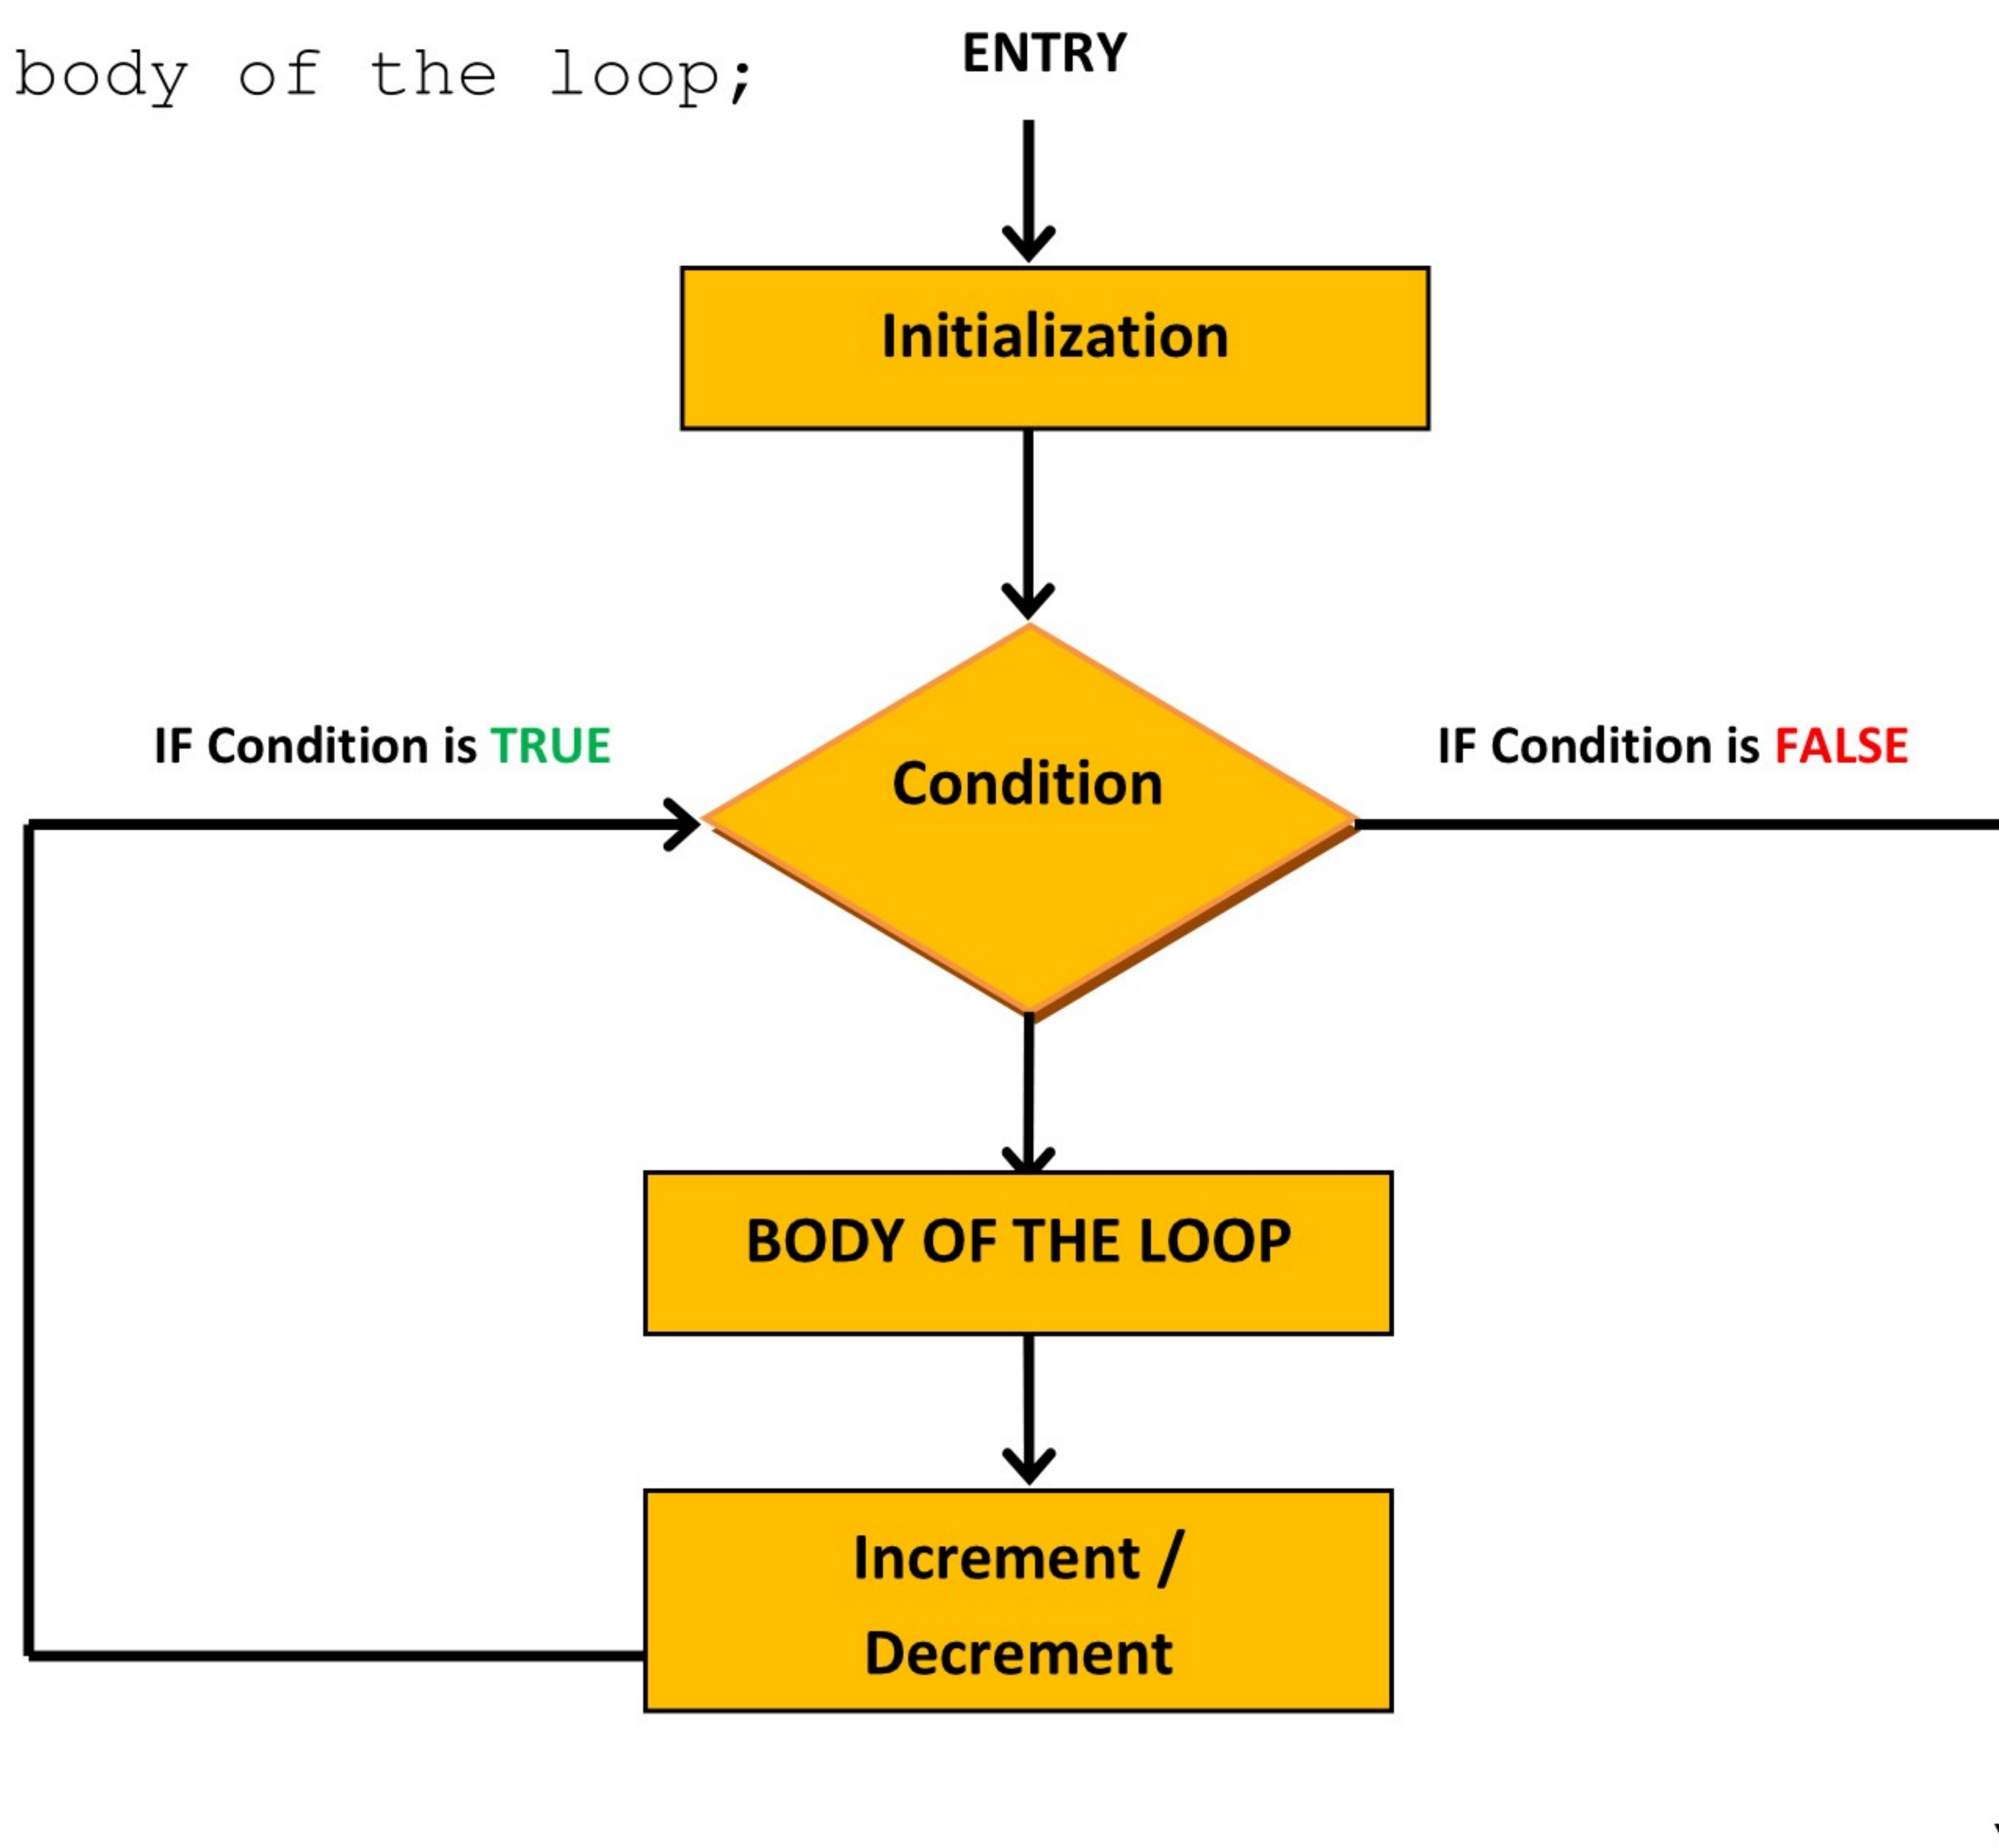 body of the loop;
ENTRY
Initialization
IF Condition is TRUE
Condition
IF Condition is FALSE
BODY OF THE LOOP
Increment /
Decrement